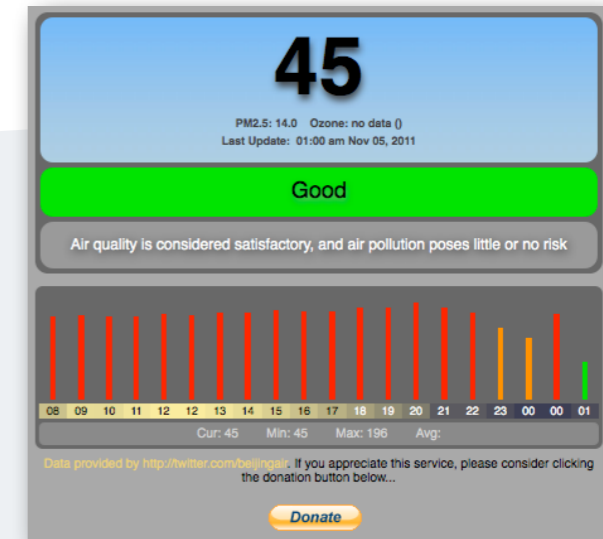 45
PM2.5: 14.0 Ozone: no data ()
Last Update: 01:00 am Nov 05, 2011
Good
Air quality is considered satisfactory, and air pollution poses little or no risk
08 09 10 11 12 12 13 14 15 16 17 18 19 20 21 22 23 00 00 01
Cur: 45 Min: 45 Max: 196 Avg:
Data provided by http://twitter.com/beijingair. If you appreciate this service, please consider clicking
the donation button below...
Donate